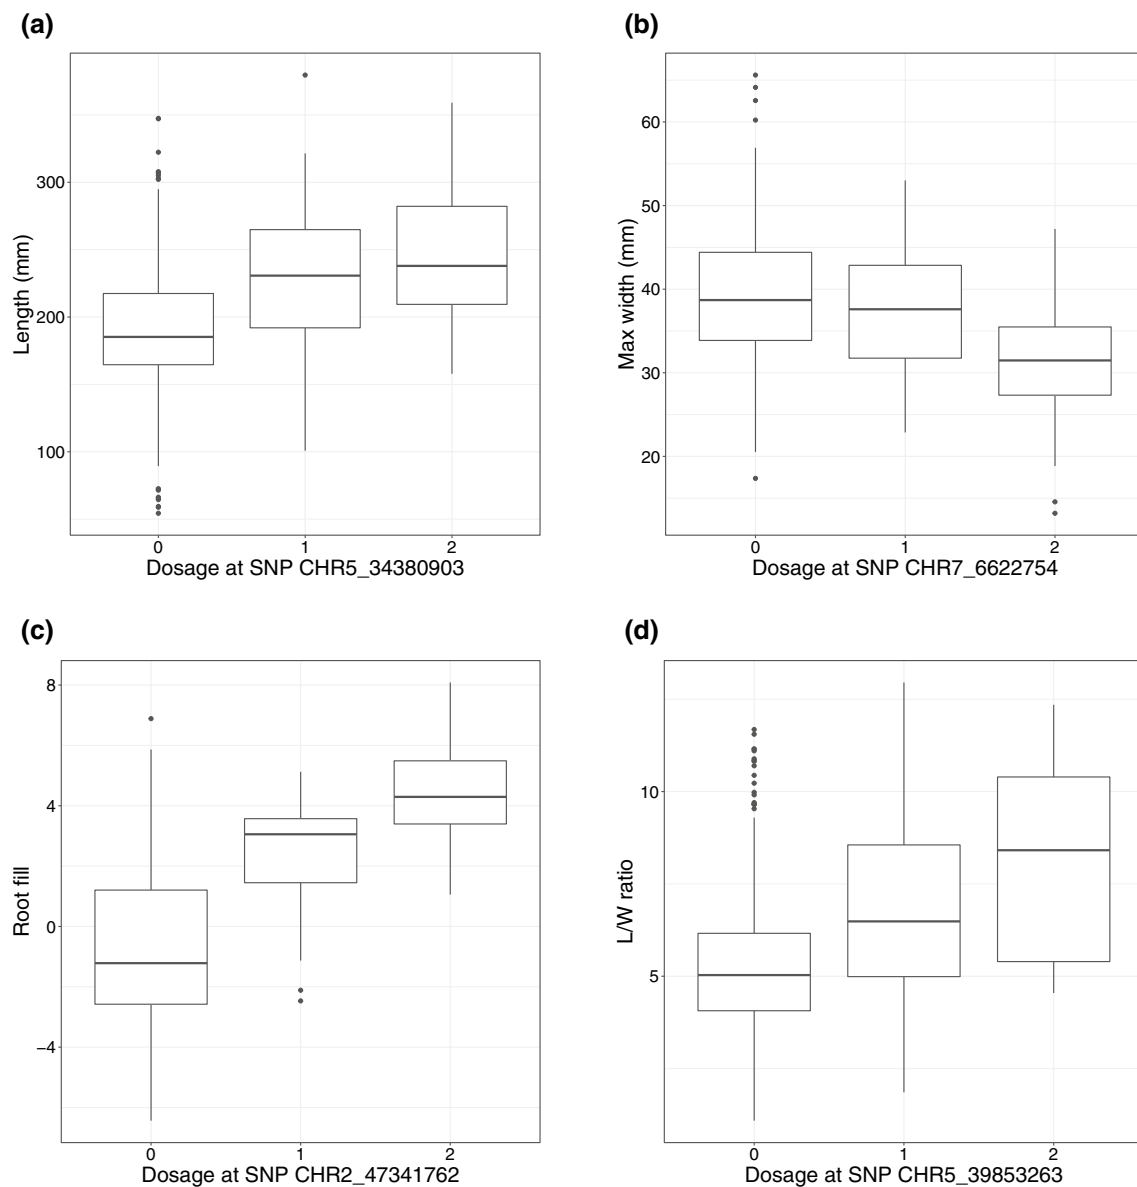 (a)
Length (mm)
300
200
100
0 1 2
Dosage at SNP CHR5_34380903
(b)
Max width (mm)
60
50
40
30
20
0 1 2
Dosage at SNP CHR7_6622754
(c)
Root fill
8
4
0
−4
0 1 2
Dosage at SNP CHR2_47341762
(d)
L/W ratio
10
5
0 1 2
Dosage at SNP CHR5_39853263